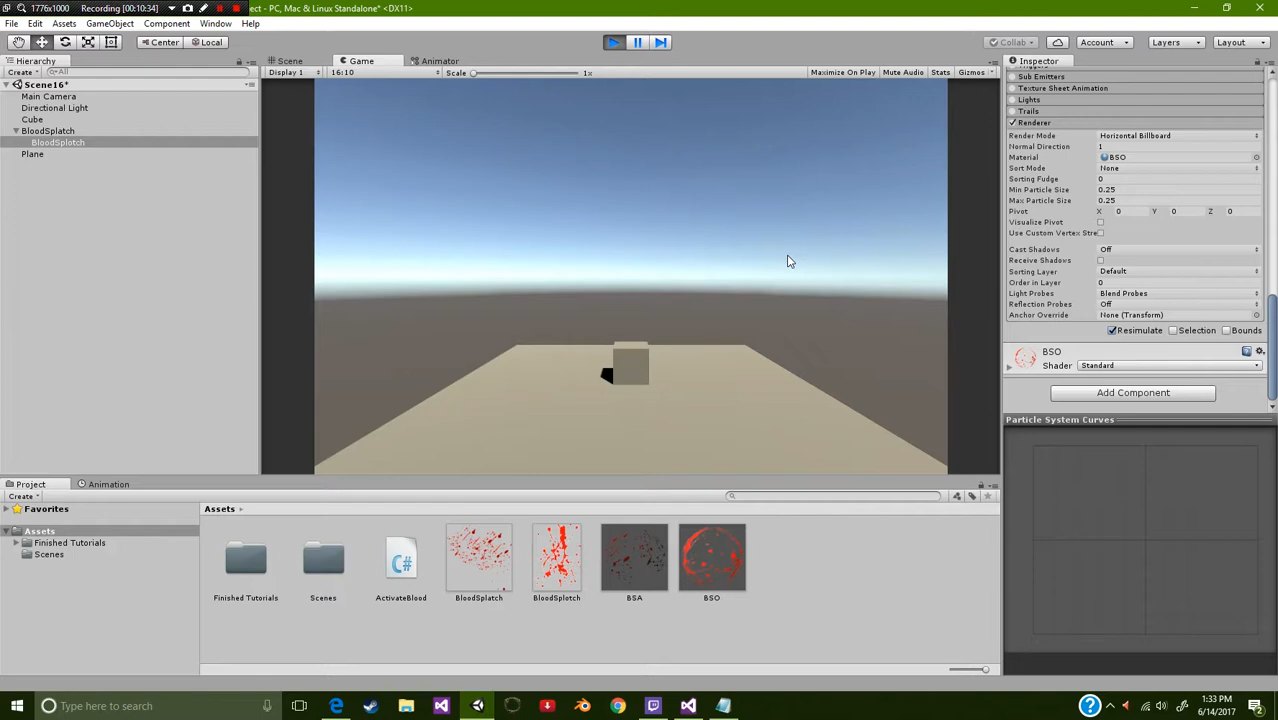 1776x1000
Recording [00:10:34]
ect - PC, Mac & Linux Standalone* <DX11>
File Edit Assets GameObject Component Window Help
Center Local
Collab Account Layers Layout
Hierarchy
Create All
Scene16*
Main Camera
Directional Light
Cube
BloodSplatch
BloodSplotch
Plane
Scene Game Animator
Display 1 16:10 Scale 1x Maximize On Play Mute Audio Stats Gizmos
Inspector
Sub Emitters
Texture Sheet Animation
Lights
Trails
Renderer
Render Mode Horizontal Billboard
Normal Direction 1
Material BSO
Sort Mode None
Sorting Fudge 0
Min Particle Size 0.25
Max Particle Size 0.25
Pivot X 0 Y 0 Z 0
Visualize Pivot
Use Custom Vertex Stre
Cast Shadows Off
Receive Shadows
Sorting Layer Default
Order in Layer 0
Light Probes Blend Probes
Reflection Probes Off
Anchor Override None (Transform)
Resimulate Selection Bounds
BSO
Shader Standard
Add Component
Particle System Curves
Project Animation
Create
Favorites
Assets
Finished Tutorials
Scenes
Assets
Finished Tutorials Scenes ActivateBlood BloodSplatch BloodSplotch BSA BSO
C#
Type here to search
1:33 PM
6/14/2017
2